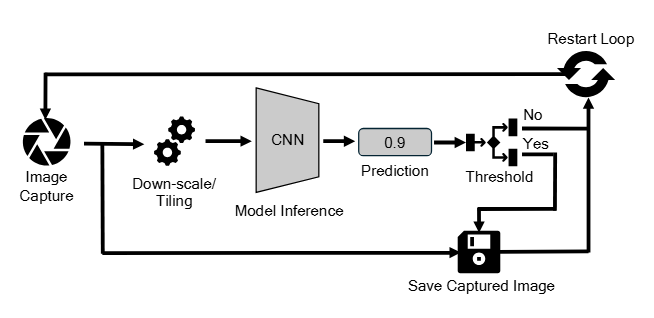 Restart Loop
No
CNN
0.9
Yes
Image
Capture
Prediction
Threshold
Down-scale/
Tiling
Model Inference
Save Captured Image